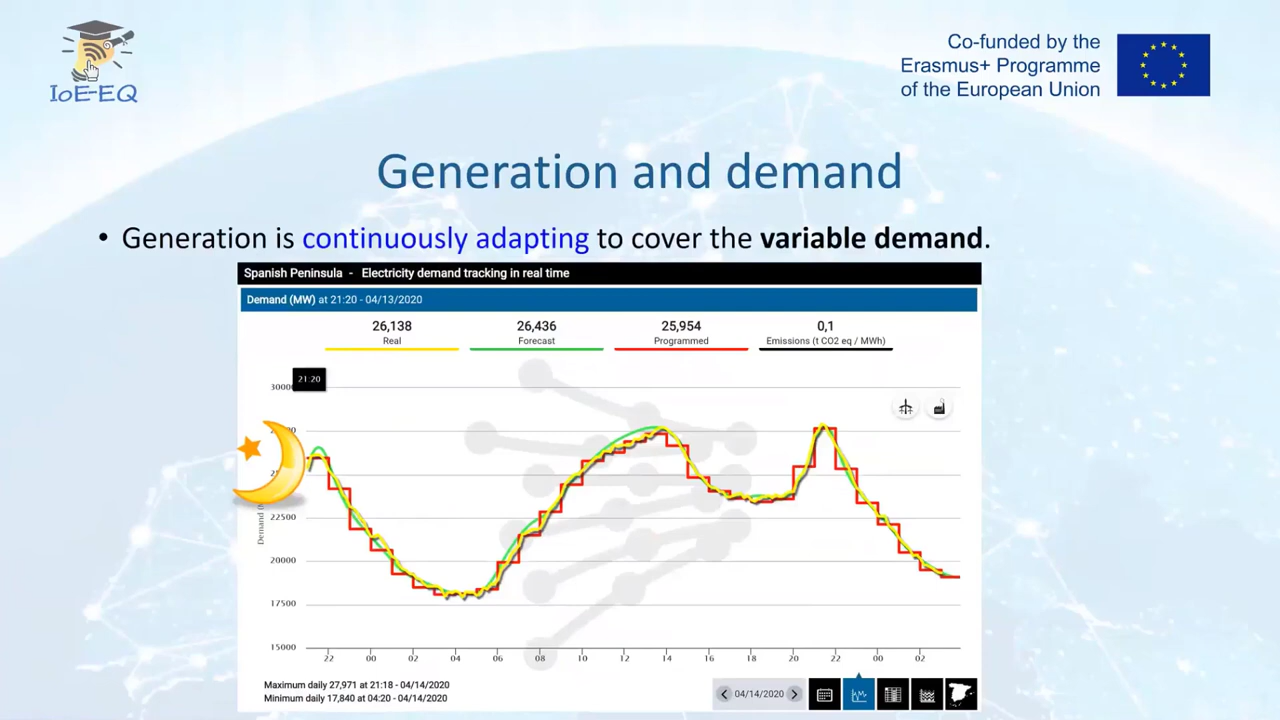 IoE-EQ
Co-funded by the
Erasmus+ Programme
of the European Union
Generation and demand
• Generation is continuously adapting to cover the variable demand.
Spanish Peninsula - Electricity demand tracking in real time
Demand (MW) at 21:20 - 04/13/2020
26,138 26,436 25,954 0,1
Real Forecast Programmed Emissions (t CO2 eq / MWh)
21:20
30000
22500
20000
17500
15000
Demand
22 00 02 04 06 08 10 12 14 16 18 20 22 00 02
Maximum daily 27,971 at 21:18 - 04/14/2020
Minimum daily 17,840 at 04:20 - 04/14/2020
04/14/2020